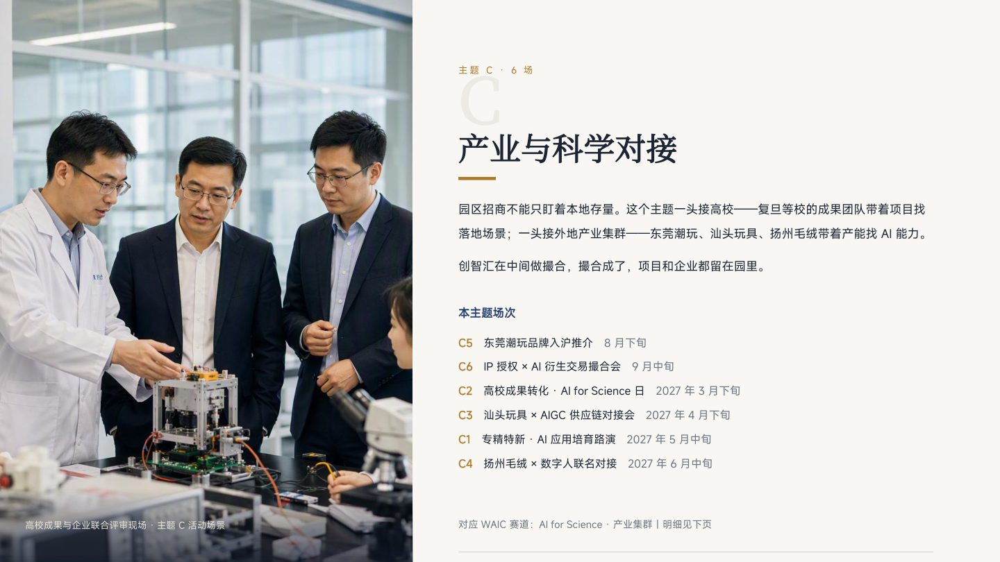 主题 C · 6 场
C
产业与科学对接
园区招商不能只盯着本地存量。这个主题一头接高校——复旦等校的成果团队带着项目找
落地场景；一头接外地产业集群——东莞潮玩、汕头玩具、扬州毛绒带着产能找 AI 能力。
创智汇在中间做撮合，撮合成了，项目和企业都留在园里。
本主题场次
C5 东莞潮玩品牌入沪推介 8 月下旬
C6 IP 授权 × AI 衍生交易撮合会 9 月中旬
C2 高校成果转化 · AI for Science 日 2027 年 3 月下旬
C3 汕头玩具 × AIGC 供应链对接会 2027 年 4 月下旬
C1 专精特新 · AI 应用培育路演 2027 年 5 月中旬
C4 扬州毛绒 × 数字人联名对接 2027 年 6 月中旬
高校成果与企业联合评审现场 · 主题 C 活动场景
对应 WAIC 赛道：AI for Science · 产业集群丨明细见下页